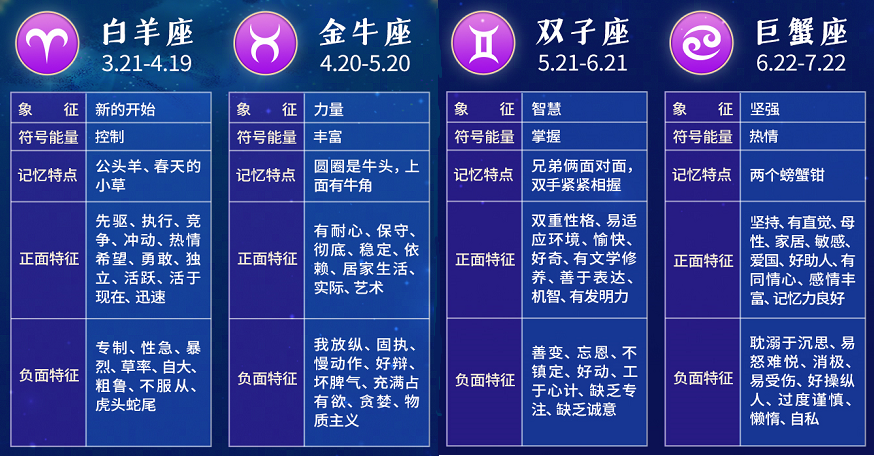 白羊座
3.21-4.19
象 征
新的开始
符号能量
控制
记忆特点
公头羊、春天的
小草
正面特征
先驱、执行、竞
争、冲动、热情
希望、勇敢、独
立、活跃、活于
现在、迅速
负面特征
专制、性急、暴
烈、草率、自大、
粗鲁、不服从、
虎头蛇尾
金牛座
4.20-5.20
象 征
力量
符号能量
丰富
记忆特点
圆圈是牛头，上
面有牛角
正面特征
有耐心、保守、
彻底、稳定、依
赖、居家生活、
实际、艺术
负面特征
我放纵、固执、
慢动作、好辩、
坏脾气、充满占
有欲、贪婪、物
质主义
双子座
5.21-6.21
象 征
智慧
符号能量
掌握
记忆特点
兄弟俩面对面，
双手紧紧相握
正面特征
双重性格、易适
应环境、愉快、
好奇、有文学修
养、善于表达、
机智、有发明力
负面特征
善变、忘恩、不
镇定、好动、工
于心计、缺乏专
注、缺乏诚意
巨蟹座
6.22-7.22
象 征
坚强
符号能量
热情
记忆特点
两个螃蟹钳
正面特征
坚持、有直觉、母
性、家居、敏感、
爱国、好助人、有
同情心、感情丰
富、记忆力良好
负面特征
耽溺于沉思、易
怒难悦、消极、
易受伤、好操纵
人、过度谨慎、
懒惰、自私